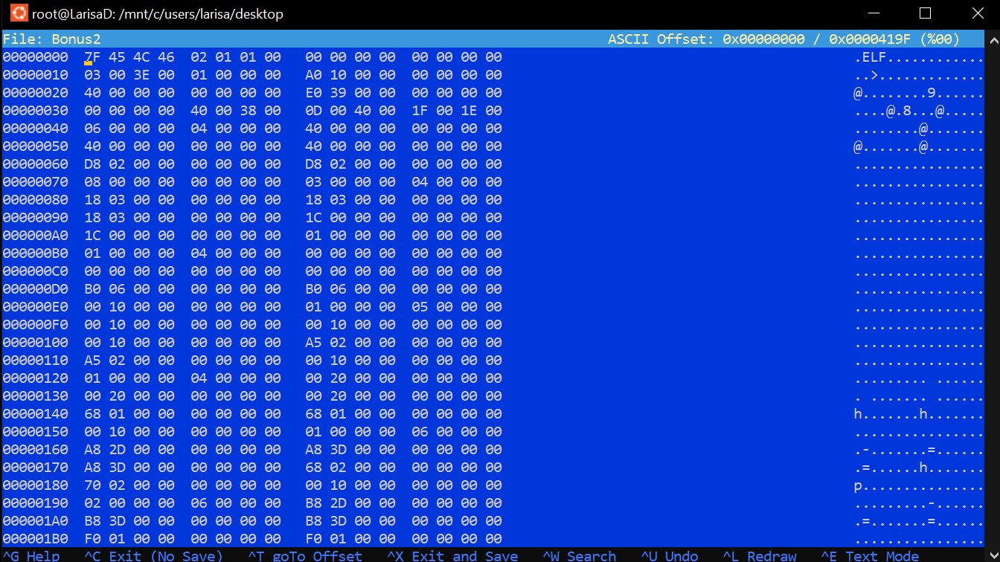 root@LarisaD: /mnt/c/users/larisa/desktop
File: Bonus2 ASCII Offset: 0x00000000 / 0x0000419F (%00)
00000000 7F 45 4C 46 02 01 01 00 00 00 00 00 00 00 00 00 .ELF............
00000010 03 00 3E 00 01 00 00 00 A0 10 00 00 00 00 00 00 ..>.............
00000020 40 00 00 00 00 00 00 00 E0 39 00 00 00 00 00 00 @........9......
00000030 00 00 00 00 40 00 38 00 0D 00 40 00 1F 00 1E 00 ....@.8...@.....
00000040 06 00 00 00 04 00 00 00 40 00 00 00 00 00 00 00 ........@.......
00000050 40 00 00 00 00 00 00 00 40 00 00 00 00 00 00 00 @.......@.......
00000060 D8 02 00 00 00 00 00 00 D8 02 00 00 00 00 00 00 ................
00000070 08 00 00 00 00 00 00 00 03 00 00 00 04 00 00 00 ................
00000080 18 03 00 00 00 00 00 00 18 03 00 00 00 00 00 00 ................
00000090 18 03 00 00 00 00 00 00 1C 00 00 00 00 00 00 00 ................
000000A0 1C 00 00 00 00 00 00 00 01 00 00 00 00 00 00 00 ................
000000B0 01 00 00 00 04 00 00 00 00 00 00 00 00 00 00 00 ................
000000C0 00 00 00 00 00 00 00 00 00 00 00 00 00 00 00 00 ................
000000D0 B0 06 00 00 00 00 00 00 B0 06 00 00 00 00 00 00 ................
000000E0 00 10 00 00 00 00 00 00 01 00 00 00 05 00 00 00 ................
000000F0 00 10 00 00 00 00 00 00 00 10 00 00 00 00 00 00 ................
00000100 00 10 00 00 00 00 00 00 A5 02 00 00 00 00 00 00 ................
00000110 A5 02 00 00 00 00 00 00 00 10 00 00 00 00 00 00 ................
00000120 01 00 00 00 04 00 00 00 00 20 00 00 00 00 00 00 ......... ......
00000130 00 20 00 00 00 00 00 00 00 20 00 00 00 00 00 00 . ....... ......
00000140 68 01 00 00 00 00 00 00 68 01 00 00 00 00 00 00 h.......h.......
00000150 00 10 00 00 00 00 00 00 01 00 00 00 06 00 00 00 ................
00000160 A8 2D 00 00 00 00 00 00 A8 3D 00 00 00 00 00 00 .-.......=......
00000170 A8 3D 00 00 00 00 00 00 68 02 00 00 00 00 00 00 .=......h.......
00000180 70 02 00 00 00 00 00 00 00 10 00 00 00 00 00 00 p...............
00000190 02 00 00 00 06 00 00 00 B8 2D 00 00 00 00 00 00 .........-......
000001A0 B8 3D 00 00 00 00 00 00 B8 3D 00 00 00 00 00 00 .=.......=......
000001B0 F0 01 00 00 00 00 00 00 F0 01 00 00 00 00 00 00 ................
^G Help ^C Exit (No Save) ^T goTo Offset ^X Exit and Save ^W Search ^U Undo ^L Redraw ^E Text Mode